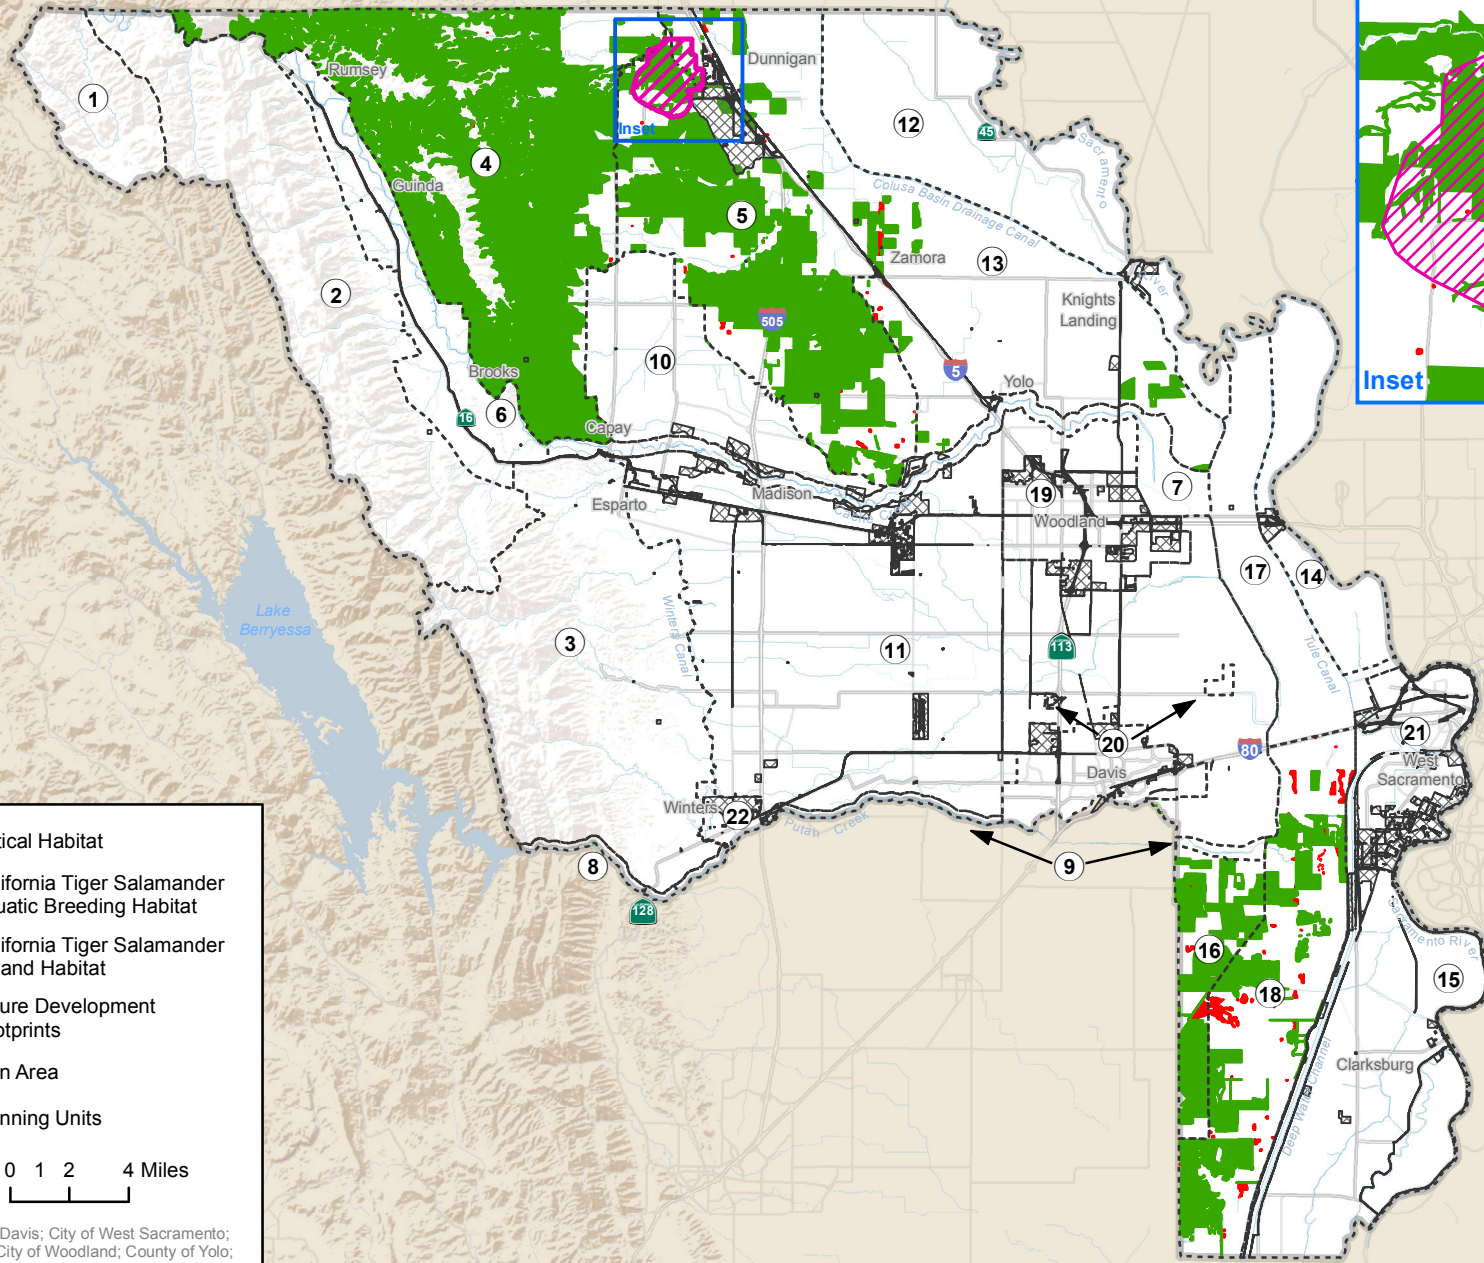 1
Rumsey
Dunnigan
Inset
12
45
Sacramento
River
4
Guinda
5
Colusa Basin Drainage Canal
Zamora
13
2
Knights
Landing
505
10
5
Brooks
Yolo
6
16
Capay
Esparto
Madison
19
7
Woodland
17
14
Lake
Berryessa
Winters Canal
3
11
113
Tule Canal
20
80
21
Davis
West
Sacramento
Winters
22
Putah Creek
8
9
128
16
18
Sacramento River
15
Clarksburg
Deep Water Channel
Inset
tical Habitat
ifornia Tiger Salamander
uatic Breeding Habitat
ifornia Tiger Salamander
and Habitat
ure Development
otprints
n Area
nning Units
0 1 2 4 Miles
Davis; City of West Sacramento;
City of Woodland; County of Yolo;